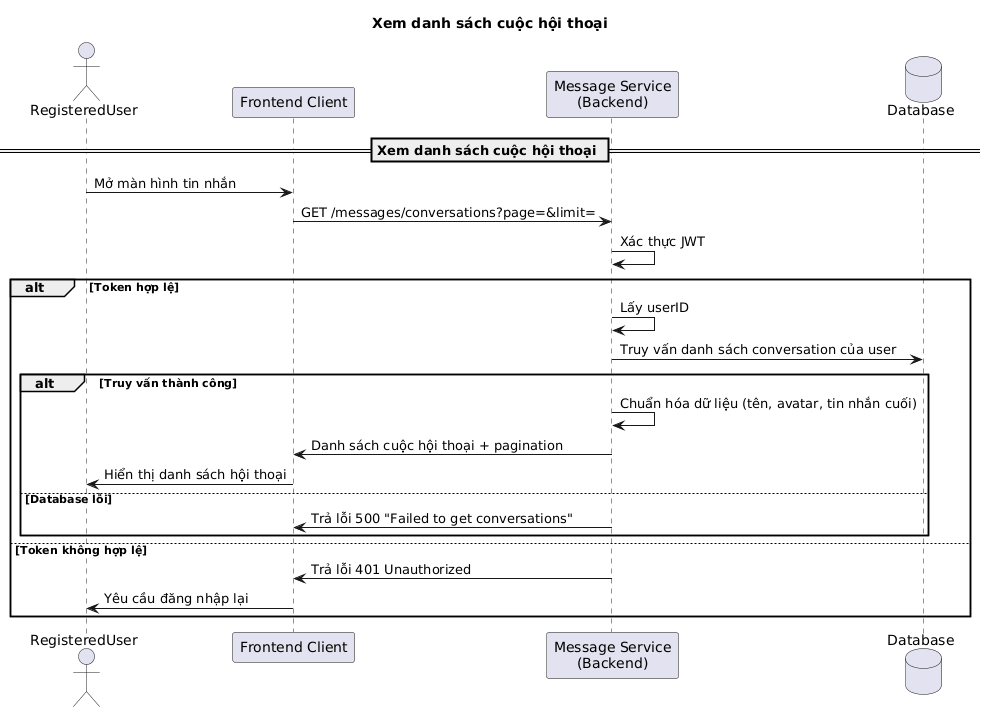 Xem danh sách cuộc hội thoại
RegisteredUser
Frontend Client
Message Service
(Backend)
Database
Xem danh sách cuộc hội thoại
Mở màn hình tin nhắn
GET /messages/conversations?page=&limit=
Xác thực JWT
alt [Token hợp lệ]
Lấy userID
Truy vấn danh sách conversation của user
alt [Truy vấn thành công]
Chuẩn hóa dữ liệu (tên, avatar, tin nhắn cuối)
Danh sách cuộc hội thoại + pagination
Hiển thị danh sách hội thoại
[Database lỗi]
Trả lỗi 500 "Failed to get conversations"
[Token không hợp lệ]
Trả lỗi 401 Unauthorized
Yêu cầu đăng nhập lại
RegisteredUser
Frontend Client
Message Service
(Backend)
Database